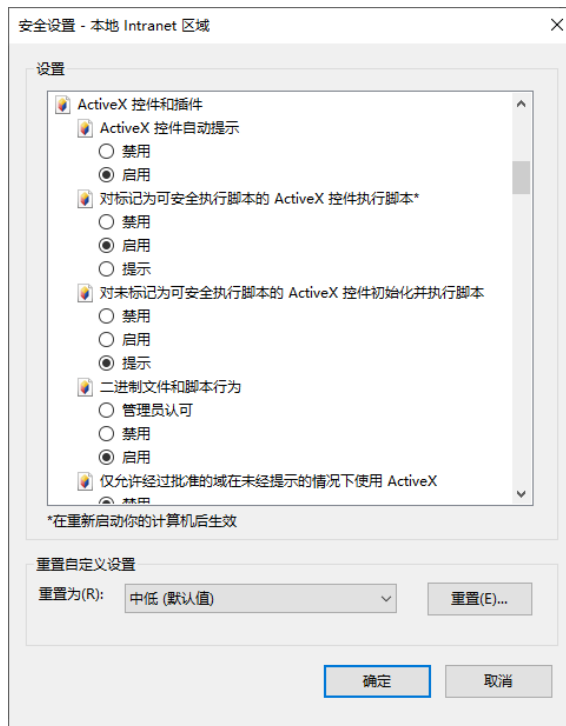 安全设置 - 本地 Intranet 区域
设置
ActiveX 控件和插件
ActiveX 控件自动提示
禁用
启用
对标记为可安全执行脚本的 ActiveX 控件执行脚本*
禁用
启用
提示
对未标记为可安全执行脚本的 ActiveX 控件初始化并执行脚本
禁用
启用
提示
二进制文件和脚本行为
管理员认可
禁用
启用
仅允许经过批准的域在未经提示的情况下使用 ActiveX
禁用
*在重新启动你的计算机后生效
重置自定义设置
重置为(R): 中低 (默认值) 重置(E)...
确定 取消